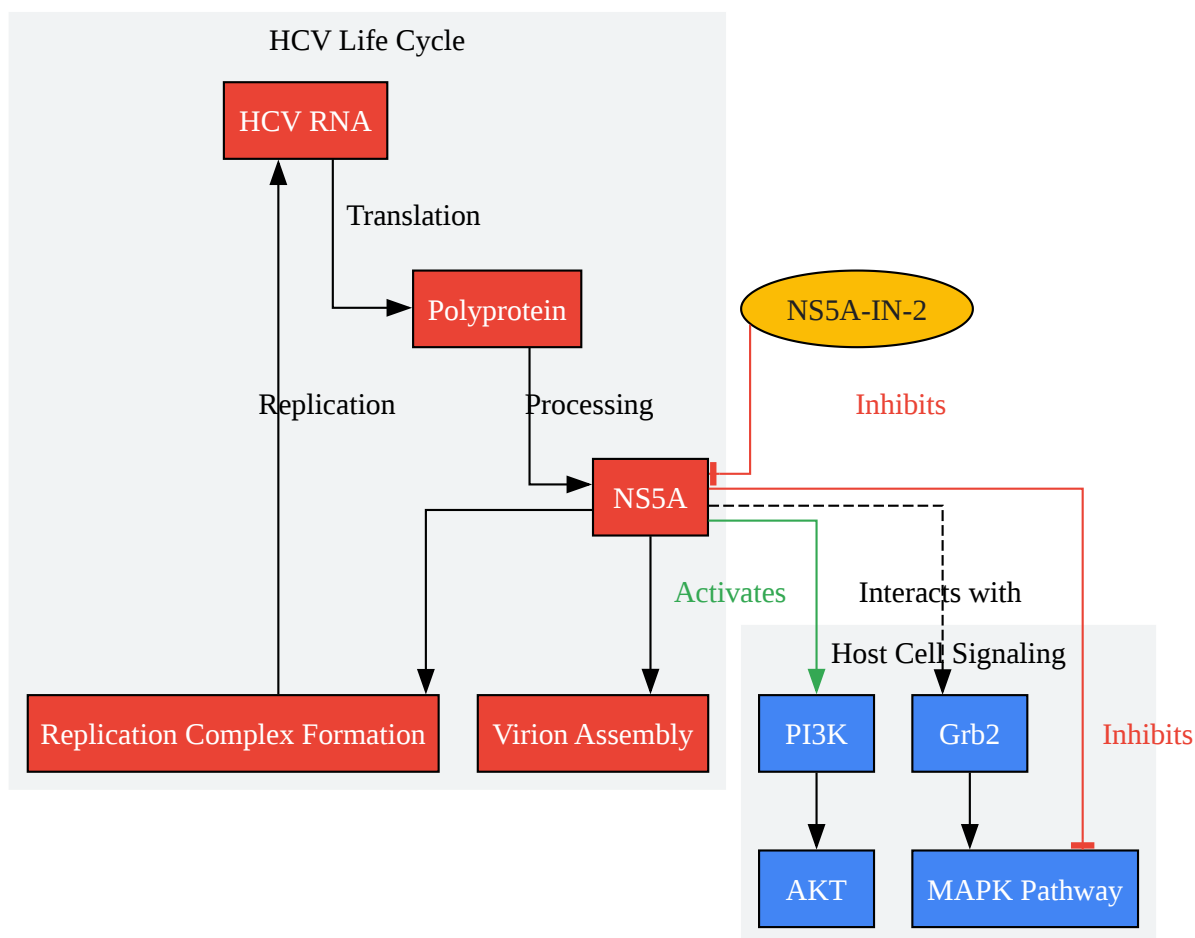 HCV Life Cycle
HCV RNA
Translation
Polyprotein
NS5A-IN-2
Replication
Processing
Inhibits
NS5A
Activates
Interacts with
Host Cell Signaling
Replication Complex Formation
Virion Assembly
PI3K
Grb2
Inhibits
AKT
MAPK Pathway